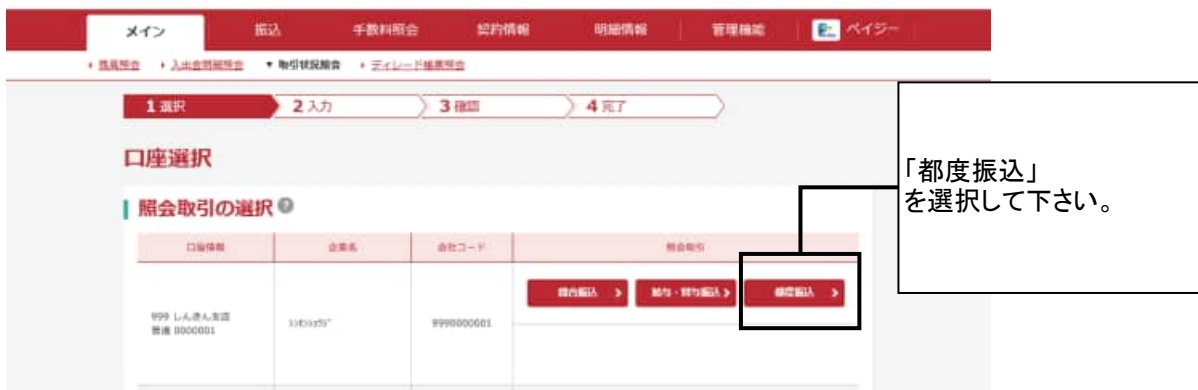 メイン 振込 手数料照会 契約情報 明細情報 管理機能 ペイジー
残高照会 入出金明細照会 取引状況照会 ディレード帳票照会
1 選択 2 入力 3 確認 4 完了
口座選択
照会取引の選択
口座情報 企業名 会社コード 照会取引
総合振込 給与・賞与振込 都度振込
999 しんきん支店
普通 0000001
9990000001
「都度振込」
を選択して下さい。